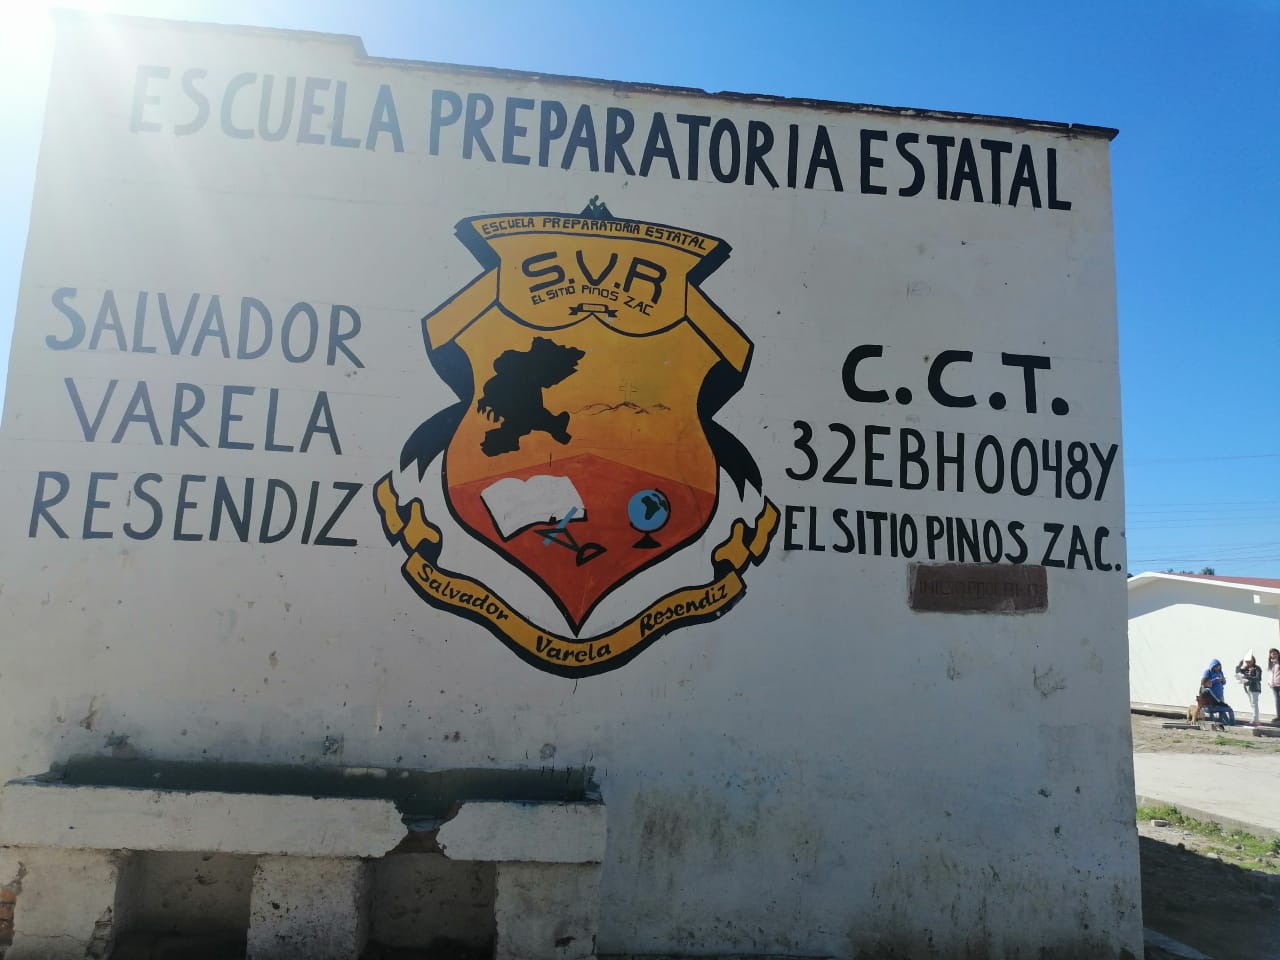 ESCUELA PREPARATORIA ESTATAL
ESCUELA PREPARATORIA ESTATAL
S.V.R
EL SITIO PINOS ZAC
SALVADOR
VARELA
RESENDIZ
C.C.T.
32EBH0048Y
EL SITIO PINOS ZAC.
Salvador Varela Resendiz